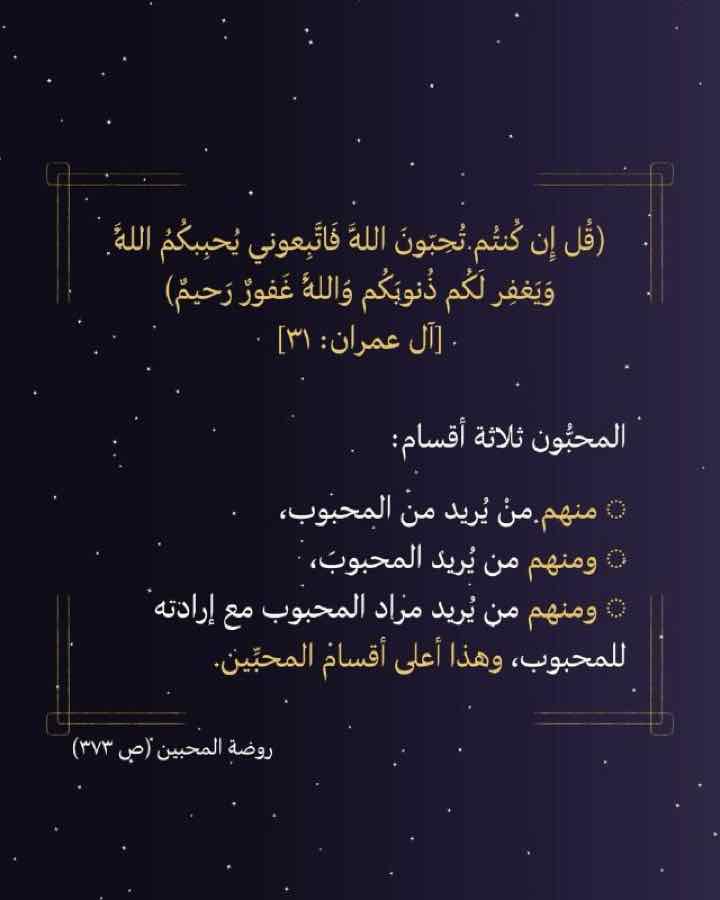 (قُل إِن كُنتُم تُحِبّونَ اللهَ فَاتَّبِعوني يُحبِبكُمُ اللهُ
وَيَغفِر لَكُم ذُنوبَكُم وَاللهُ غَفورٌ رَحيمٌ)
[آل عمران: ٣١]
المحبُّون ثلاثة أقسام:
◌ منهم منْ يُريد من المحبوب،
◌ ومنهم من يُريد المحبوبَ،
◌ ومنهم من يُريد مراد المحبوب مع إرادته
للمحبوب، وهذا أعلى أقسام المحبِّين.
روضة المحبين (ص ٣٧٣)